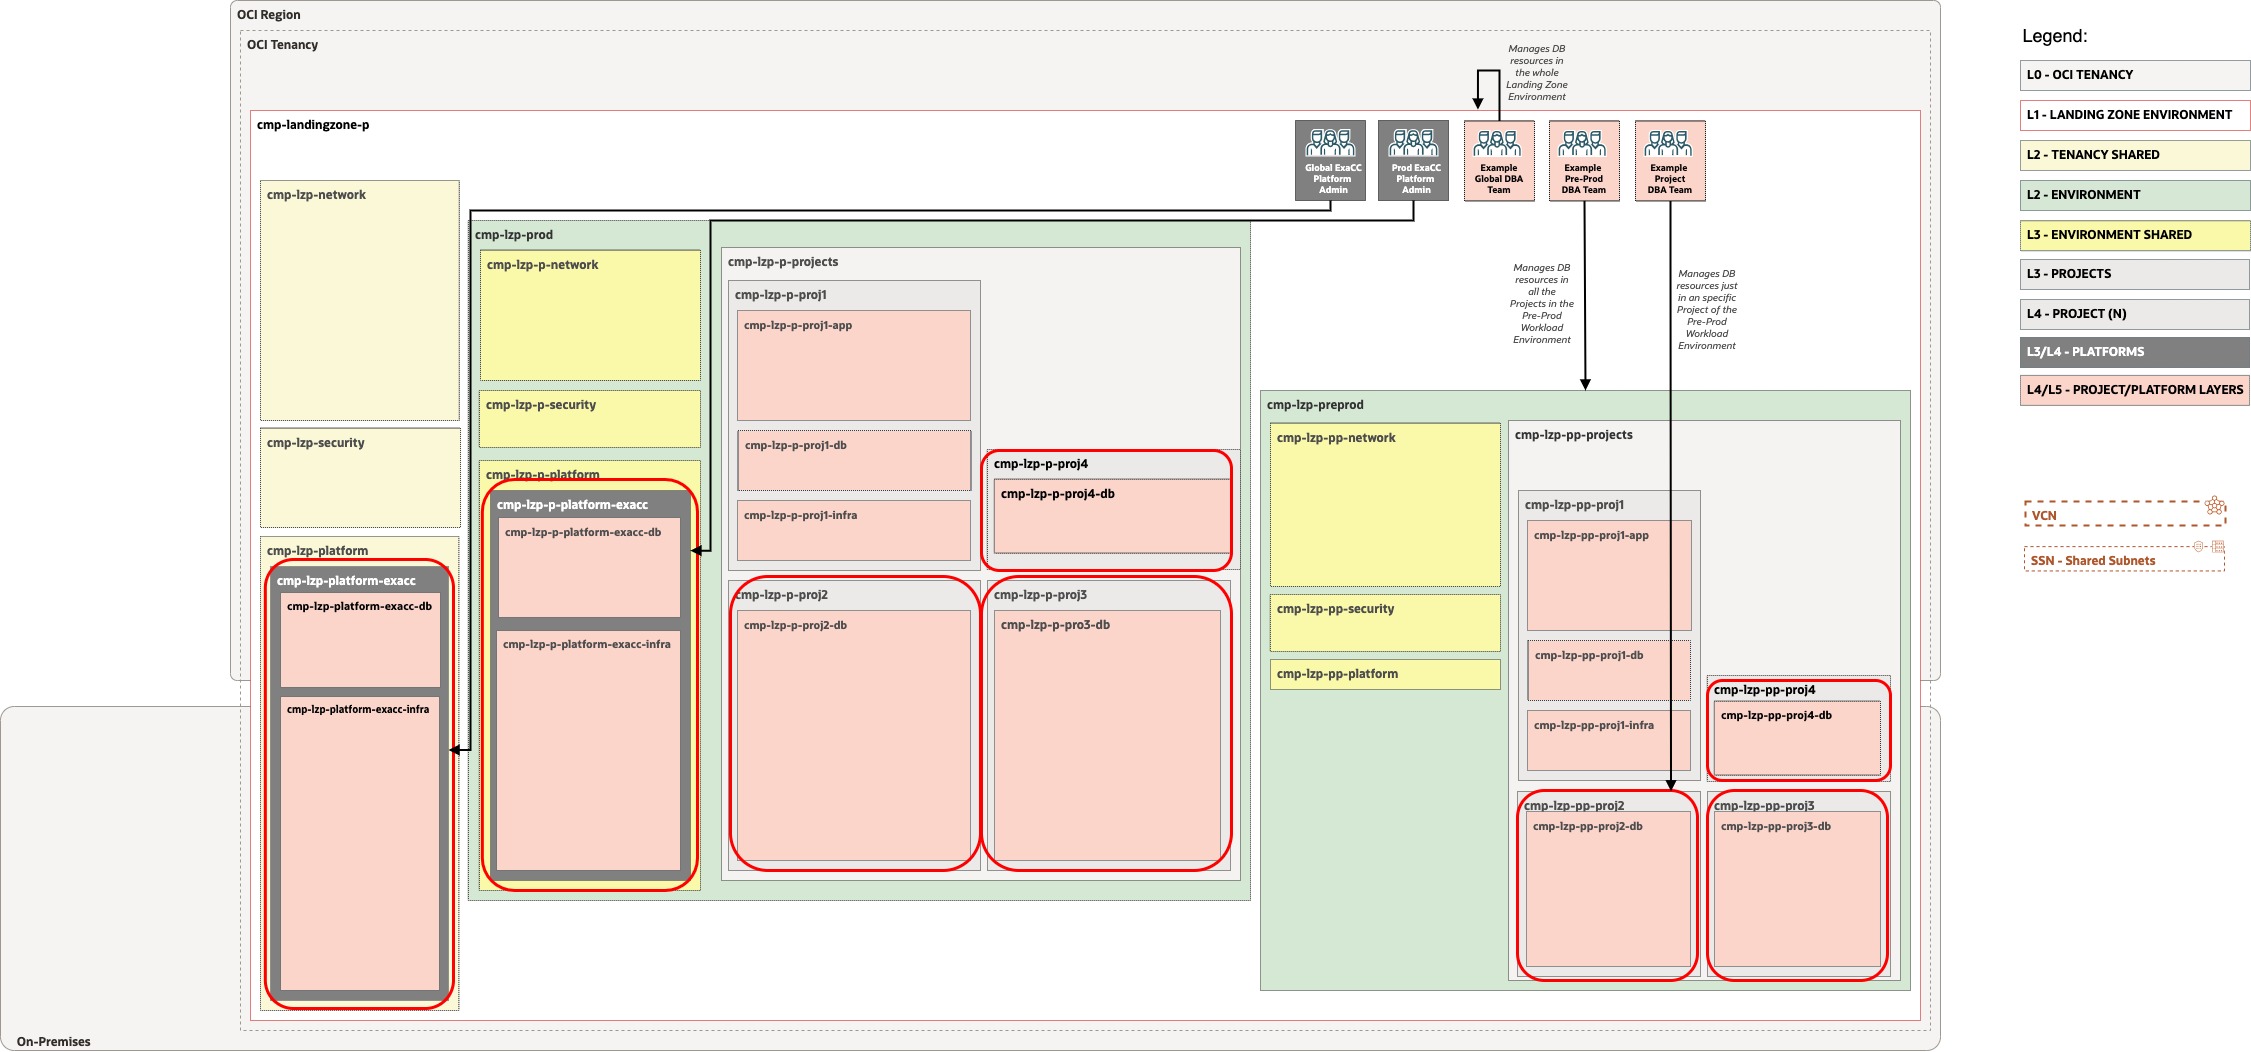 OCI Region
OCI Tenancy
Manages DB
resources in
the whole
Landing Zone
Environment
cmp-landingzone-p
Global ExaCC
Platform
Admin
Prod ExaCC
Platform
Admin
Example
Global DBA
Team
Example
Pre-Prod
DBA Team
Example
Project
DBA Team
cmp-lzp-network
cmp-lzp-security
cmp-lzp-platform
cmp-lzp-platform-exacc
cmp-lzp-platform-exacc-db
cmp-lzp-platform-exacc-infra
cmp-lzp-prod
cmp-lzp-p-network
cmp-lzp-p-security
cmp-lzp-p-platform
cmp-lzp-p-platform-exacc
cmp-lzp-p-platform-exacc-db
cmp-lzp-p-platform-exacc-infra
cmp-lzp-p-projects
cmp-lzp-p-proj1
cmp-lzp-p-proj1-app
cmp-lzp-p-proj1-db
cmp-lzp-p-proj1-infra
cmp-lzp-p-proj4
cmp-lzp-p-proj4-db
cmp-lzp-p-proj2
cmp-lzp-p-proj2-db
cmp-lzp-p-proj3
cmp-lzp-p-pro3-db
Manages DB
resources in
all the
Projects in the
Pre-Prod
Workload
Environment
Manages DB
resources just
in an specific
Project of the
Pre-Prod
Workload
Environment
cmp-lzp-preprod
cmp-lzp-pp-network
cmp-lzp-pp-security
cmp-lzp-pp-platform
cmp-lzp-pp-projects
cmp-lzp-pp-proj1
cmp-lzp-pp-proj1-app
cmp-lzp-pp-proj1-db
cmp-lzp-pp-proj1-infra
cmp-lzp-pp-proj4
cmp-lzp-pp-proj4-db
cmp-lzp-pp-proj2
cmp-lzp-pp-proj2-db
cmp-lzp-pp-proj3
cmp-lzp-pp-proj3-db
On-Premises
Legend:
L0 - OCI TENANCY
L1 - LANDING ZONE ENVIRONMENT
L2 - TENANCY SHARED
L2 - ENVIRONMENT
L3 - ENVIRONMENT SHARED
L3 - PROJECTS
L4 - PROJECT (N)
L3/L4 - PLATFORMS
L4/L5 - PROJECT/PLATFORM LAYERS
VCN
SSN - Shared Subnets